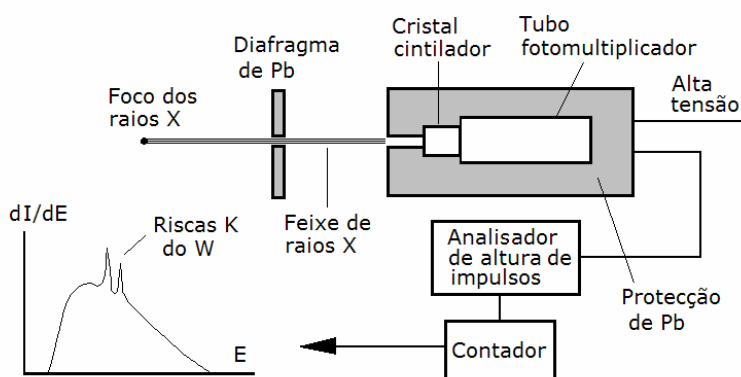 Cristal
cintilador
Tubo
fotomultiplicador
Diafragma
de Pb
Foco dos
raios X
Alta
tensão
Feixe de
raios X
dI/dE
Riscas K
do W
E
Analisador
de altura de
impulsos
Protecção
de Pb
Contador